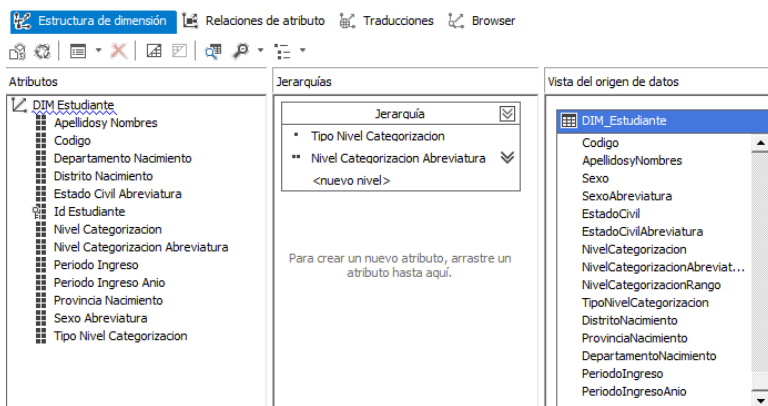 Estructura de dimensión Relaciones de atributo Traducciones Browser
Atributos
DIM Estudiante
Apellidosy Nombres
Codigo
Departamento Nacimiento
Distrito Nacimiento
Estado Civil Abreviatura
Id Estudiante
Nivel Categorizacion
Nivel Categorizacion Abreviatura
Periodo Ingreso
Periodo Ingreso Anio
Provincia Nacimiento
Sexo Abreviatura
Tipo Nivel Categorizacion
Jerarquías
Jerarquía
Tipo Nivel Categorizacion
Nivel Categorizacion Abreviatura
<nuevo nivel>
Para crear un nuevo atributo, arrastre un
atributo hasta aquí.
Vista del origen de datos
DIM_Estudiante
Codigo
ApellidosyNombres
Sexo
SexoAbreviatura
EstadoCivil
EstadoCivilAbreviatura
NivelCategorizacion
NivelCategorizacionAbreviat...
NivelCategorizacionRango
TipoNivelCategorizacion
DistritoNacimiento
ProvinciaNacimiento
DepartamentoNacimiento
PeriodoIngreso
PeriodoIngresoAnio